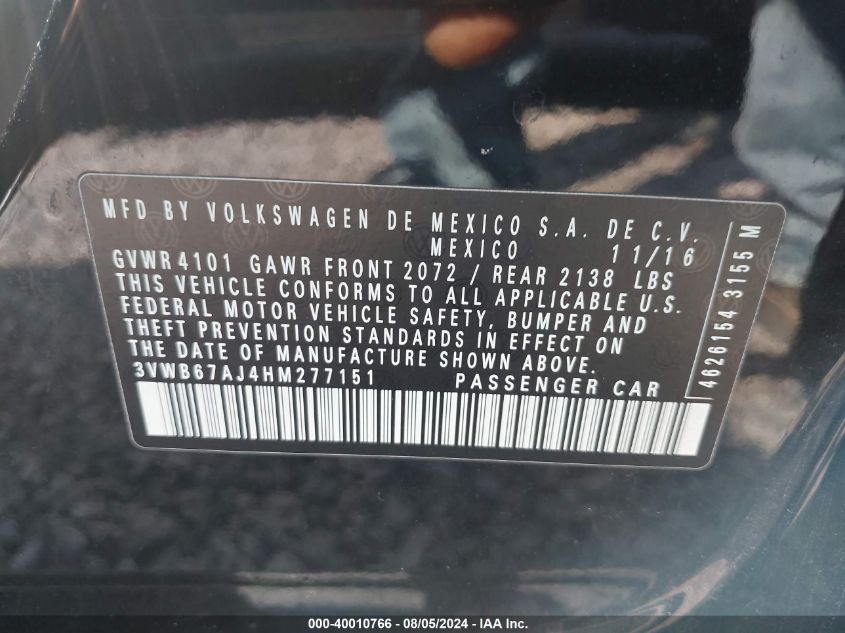 MFD BY VOLKSWAGEN DE MEXICO S.A. DE C.V.
MEXICO 11/16
GVWR 4101 GAWR FRONT 2072 / REAR 2138 LBS
THIS VEHICLE CONFORMS TO ALL APPLICABLE U.S.
FEDERAL MOTOR VEHICLE SAFETY, BUMPER AND
THEFT PREVENTION STANDARDS IN EFFECT ON
THE DATE OF MANUFACTURE SHOWN ABOVE.
3VWB67AJ4HM277151 PASSENGER CAR
4626154 3155 M
000-40010766 - 08/05/2024 - IAA Inc.